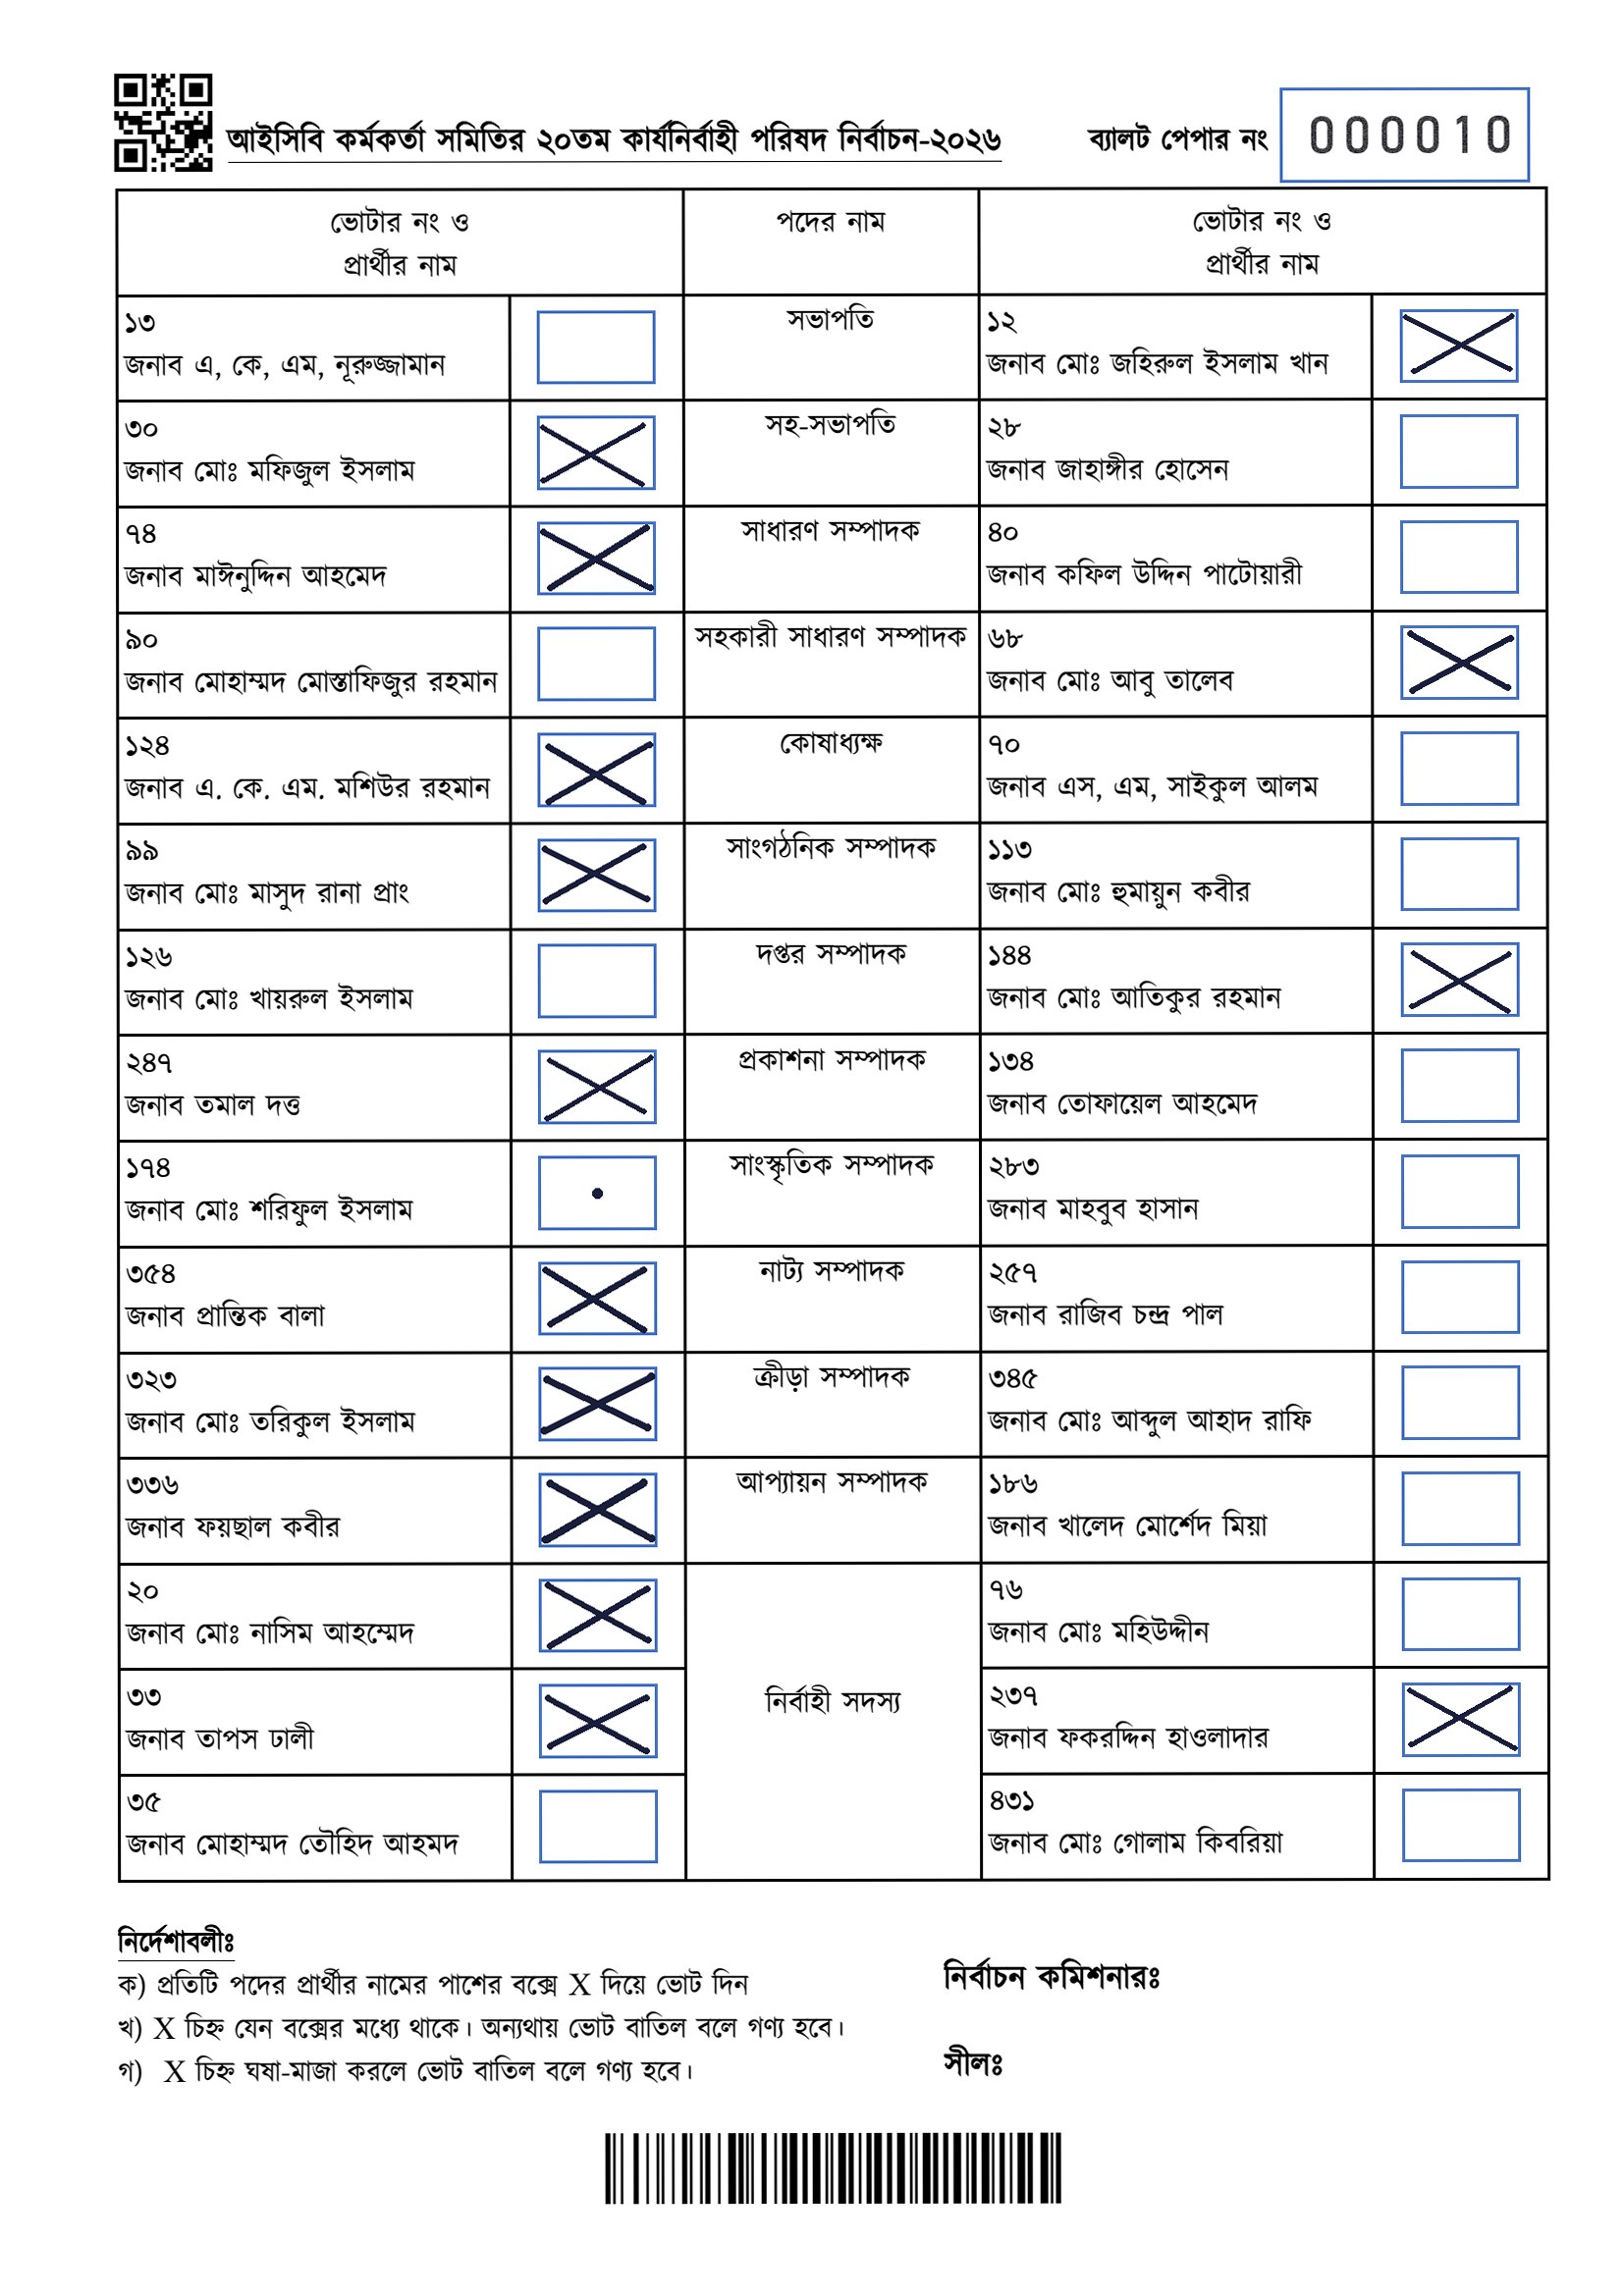 আইসিবি কর্মকর্তা সমিতির ২০তম কার্যনির্বাহী পরিষদ নির্বাচন-২০২৬ ব্যালট পেপার নং 000010
ভোটার নং ও পদের নাম ভোটার নং ও
প্রার্থীর নাম প্রার্থীর নাম
১৩ সভাপতি ১২
জনাব এ, কে, এম, নূরুজ্জামান জনাব মোঃ জহিরুল ইসলাম খান
৩০ সহ-সভাপতি ২৮
জনাব মোঃ মফিজুল ইসলাম জনাব জাহাঙ্গীর হোসেন
৭৪ সাধারণ সম্পাদক ৪০
জনাব মাঈনুদ্দিন আহমেদ জনাব কফিল উদ্দিন পাটোয়ারী
৯০ সহকারী সাধারণ সম্পাদক ৬৮
জনাব মোহাম্মদ মোস্তাফিজুর রহমান জনাব মোঃ আবু তালেব
১২৪ কোষাধ্যক্ষ ৭০
জনাব এ. কে. এম. মশিউর রহমান জনাব এস, এম, সাইকুল আলম
৯৯ সাংগঠনিক সম্পাদক ১১৩
জনাব মোঃ মাসুদ রানা প্রাং জনাব মোঃ হুমায়ুন কবীর
১২৬ দপ্তর সম্পাদক ১৪৪
জনাব মোঃ খায়রুল ইসলাম জনাব মোঃ আতিকুর রহমান
২৪৭ প্রকাশনা সম্পাদক ১৩৪
জনাব তমাল দত্ত জনাব তোফায়েল আহমেদ
১৭৪ সাংস্কৃতিক সম্পাদক ২৮৩
জনাব মোঃ শরিফুল ইসলাম জনাব মাহবুব হাসান
৩৫৪ নাট্য সম্পাদক ২৫৭
জনাব প্রান্তিক বালা জনাব রাজিব চন্দ্র পাল
৩২৩ ক্রীড়া সম্পাদক ৩৪৫
জনাব মোঃ তরিকুল ইসলাম জনাব মোঃ আব্দুল আহাদ রাফি
৩৩৬ আপ্যায়ন সম্পাদক ১৮৬
জনাব ফয়ছাল কবীর জনাব খালেদ মোর্শেদ মিয়া
২০ ৭৬
জনাব মোঃ নাসিম আহম্মেদ জনাব মোঃ মহিউদ্দীন
৩৩ নির্বাহী সদস্য ২৩৭
জনাব তাপস ঢালী জনাব ফকরদ্দিন হাওলাদার
৩৫ ৪৩১
জনাব মোহাম্মদ তৌহিদ আহমদ জনাব মোঃ গোলাম কিবরিয়া
নির্দেশাবলীঃ
ক) প্রতিটি পদের প্রার্থীর নামের পাশের বক্সে X দিয়ে ভোট দিন
নির্বাচন কমিশনারঃ
খ) X চিহ্ন যেন বক্সের মধ্যে থাকে। অন্যথায় ভোট বাতিল বলে গণ্য হবে।
গ) X চিহ্ন ঘষা-মাজা করলে ভোট বাতিল বলে গণ্য হবে।
সীলঃ